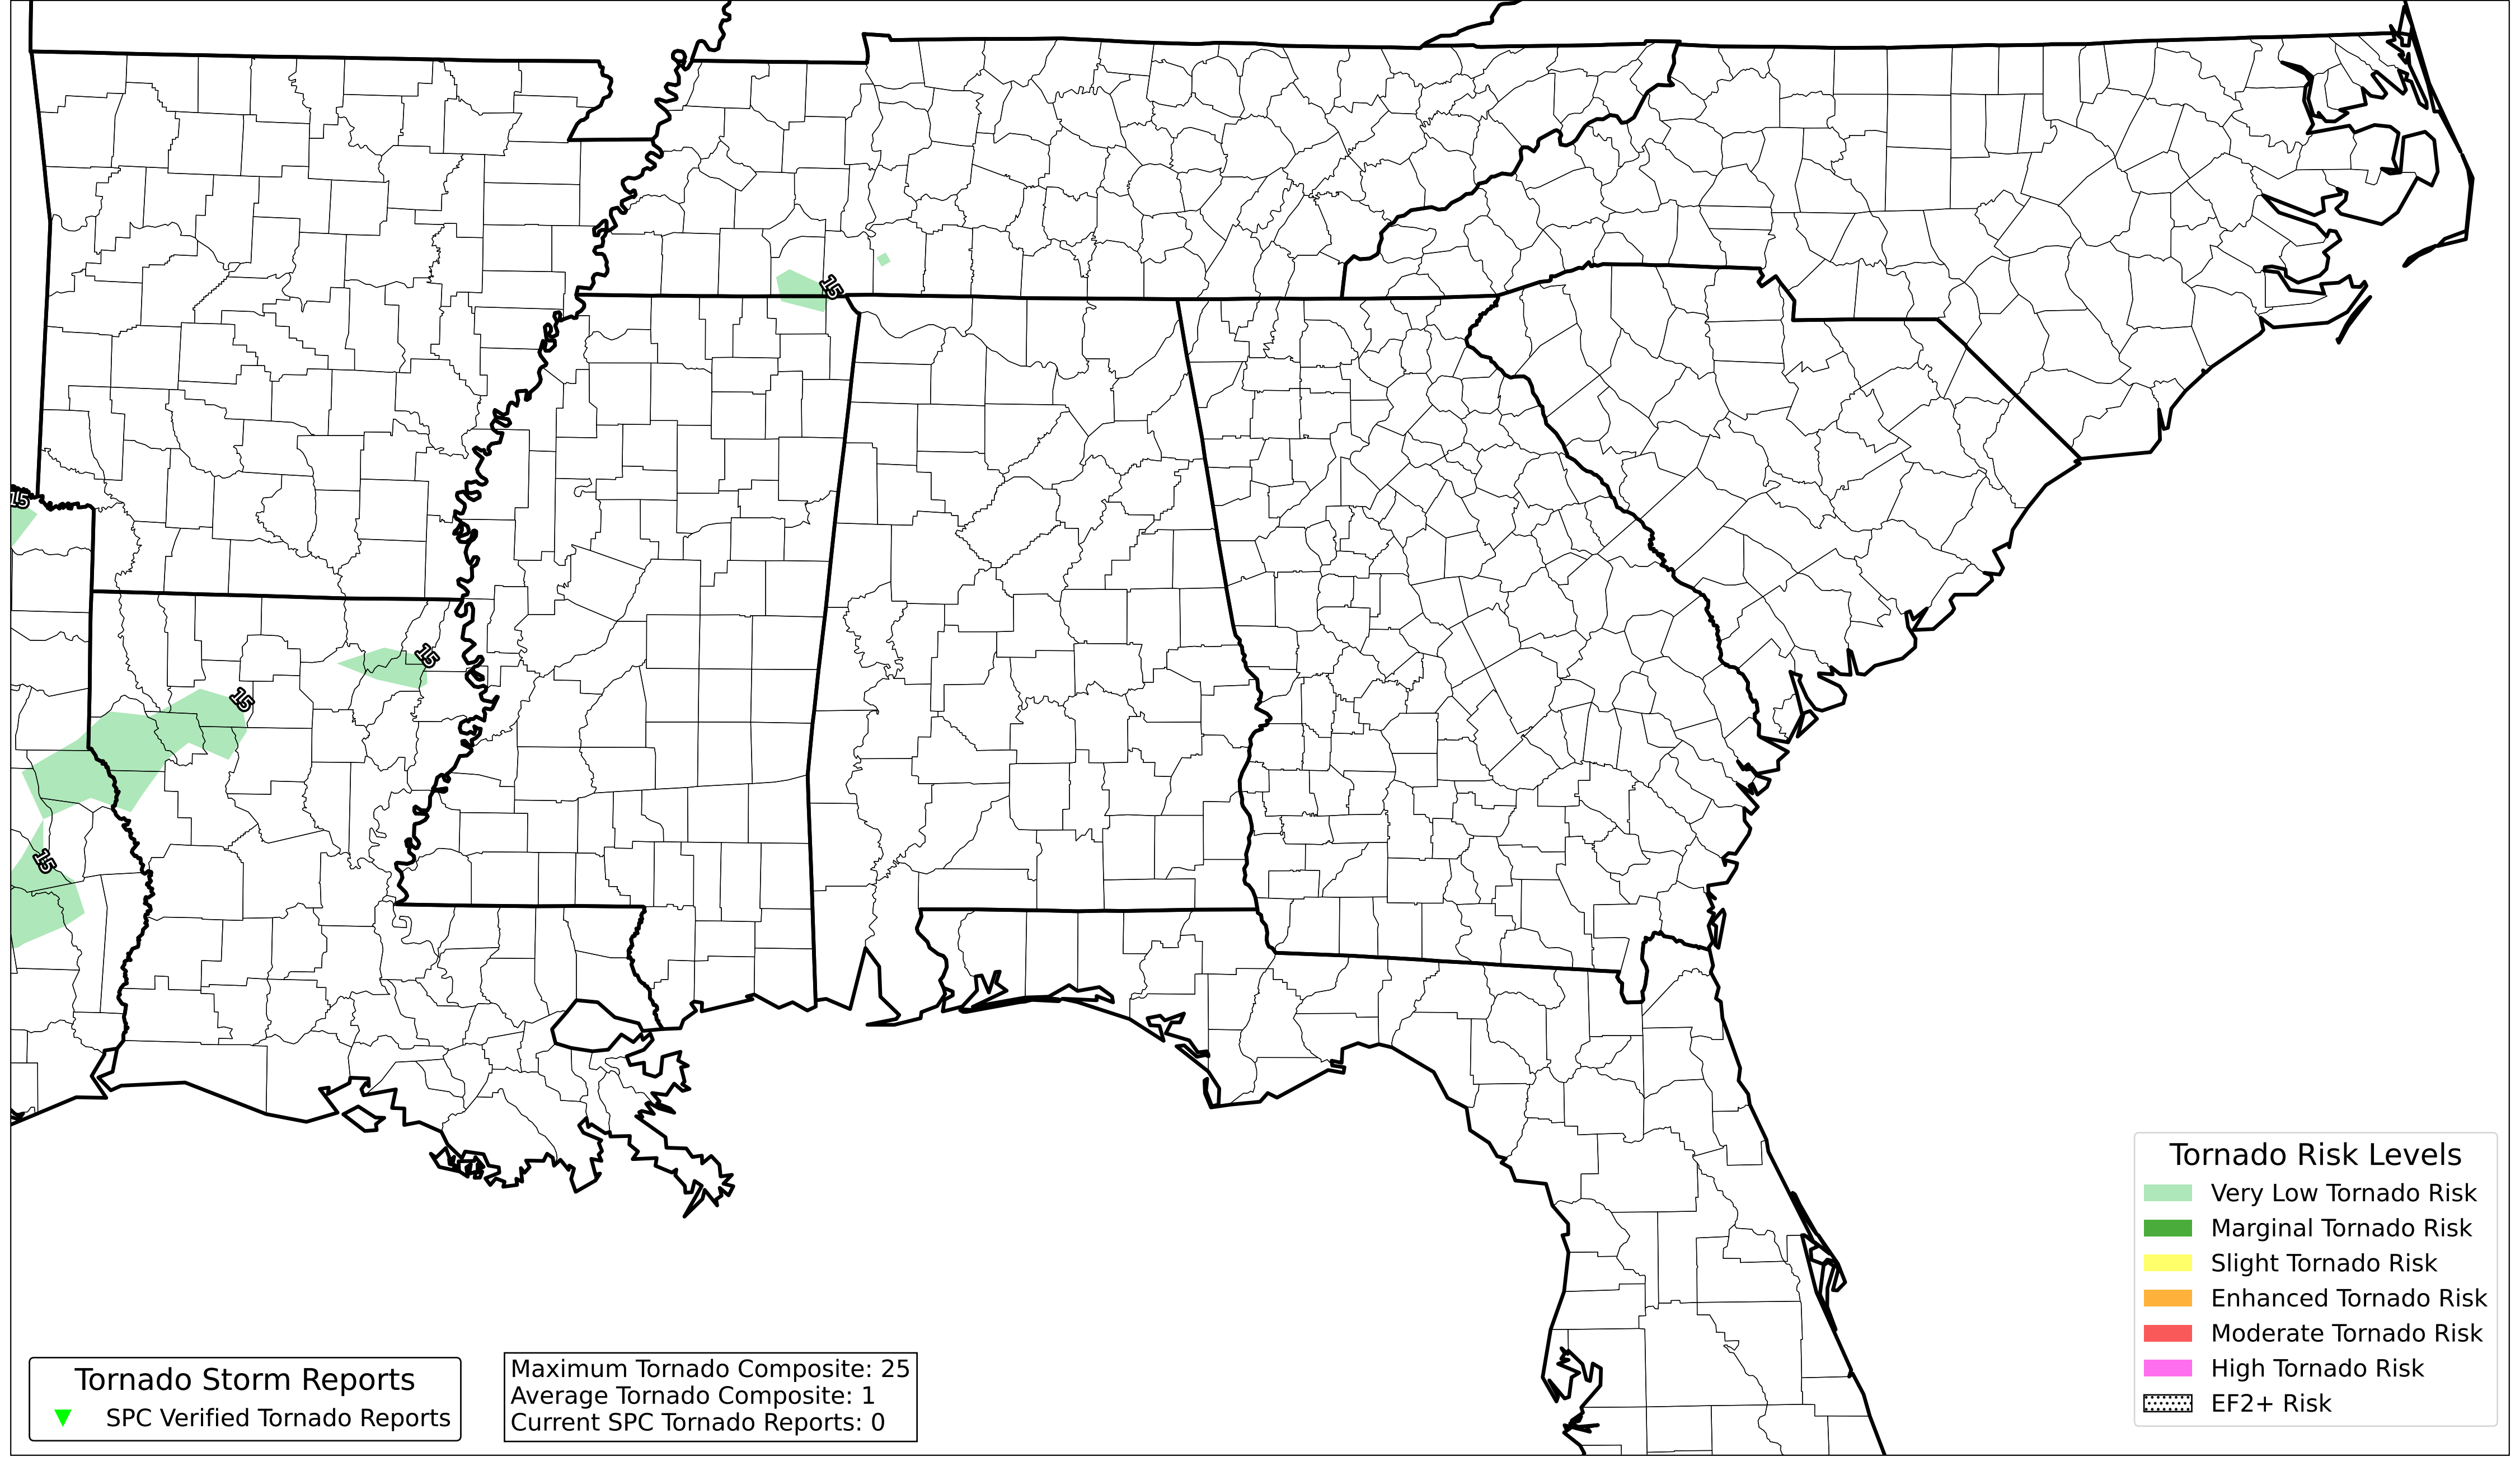 15
15
15
15
15
Tornado Risk Levels
Very Low Tornado Risk
Marginal Tornado Risk
Slight Tornado Risk
Enhanced Tornado Risk
Moderate Tornado Risk
High Tornado Risk
EF2+ Risk
Tornado Storm Reports
SPC Verified Tornado Reports
Maximum Tornado Composite: 25
Average Tornado Composite: 1
Current SPC Tornado Reports: 0